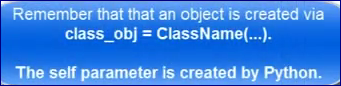 Remember that that an object is created via
class_obj = ClassName(...).
The self parameter is created by Python.